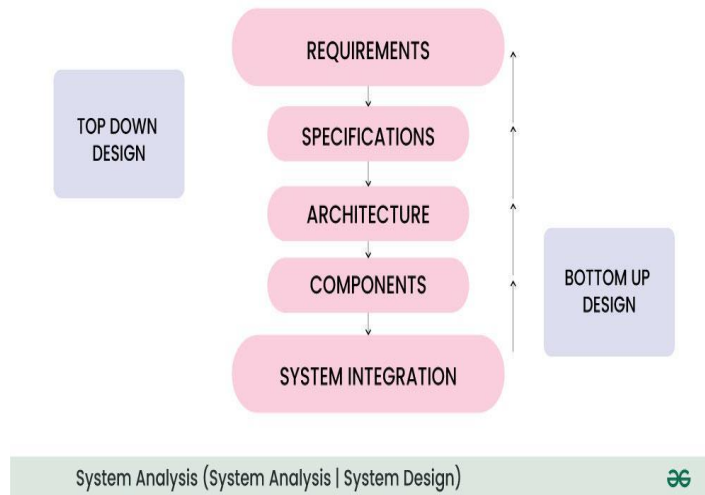 REQUIREMENTS
TOP DOWN
DESIGN
SPECIFICATIONS
ARCHITECTURE
COMPONENTS
BOTTOM UP
DESIGN
SYSTEM INTEGRATION
System Analysis (System Analysis | System Design)